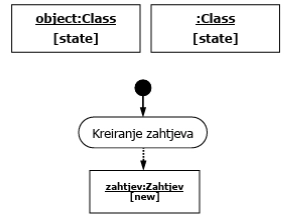 object:Class
[state]
:Class
[state]
Kreiranje zahtjeva
zahtjev:Zahtjev
[new]